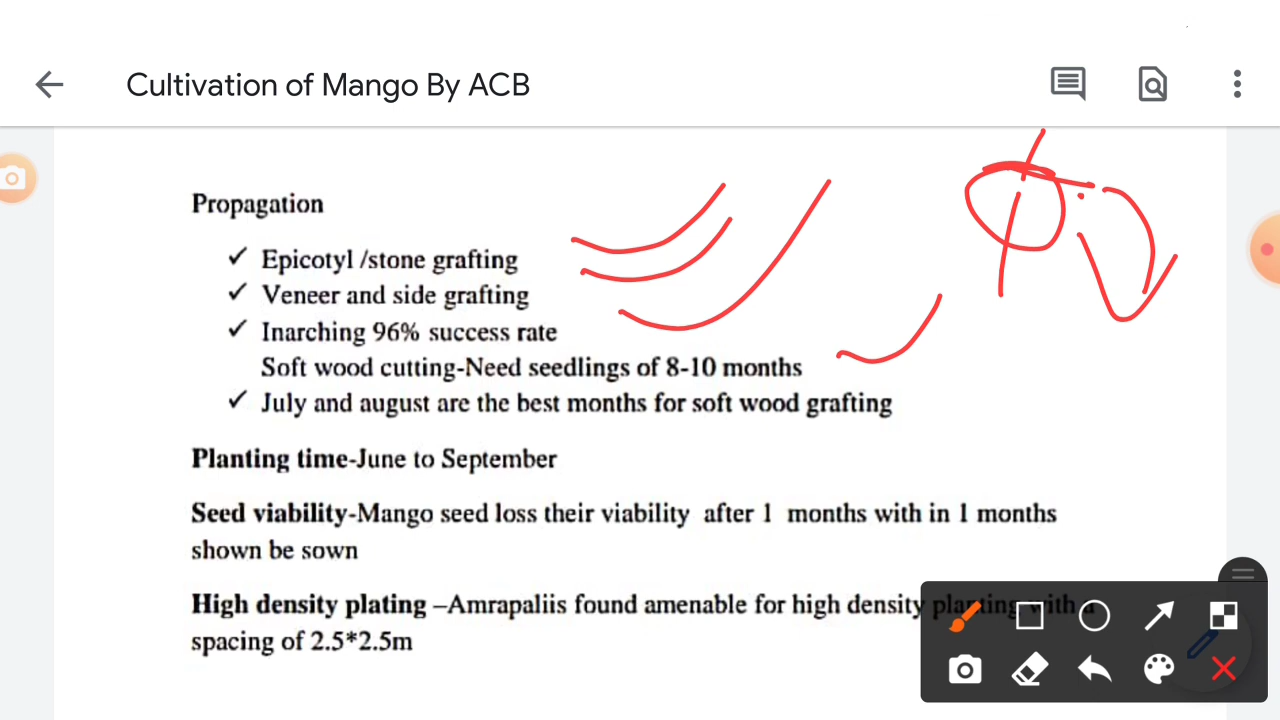 Cultivation of Mango By ACB
Propagation
✓ Epicotyl /stone grafting
✓ Veneer and side grafting
✓ Inarching 96% success rate
Soft wood cutting-Need seedlings of 8-10 months
✓ July and august are the best months for soft wood grafting
Planting time-June to September
Seed viability-Mango seed loss their viability after 1 months with in 1 months
shown be sown
High density plating –Amrapaliis found amenable for high density planting with a
spacing of 2.5*2.5m